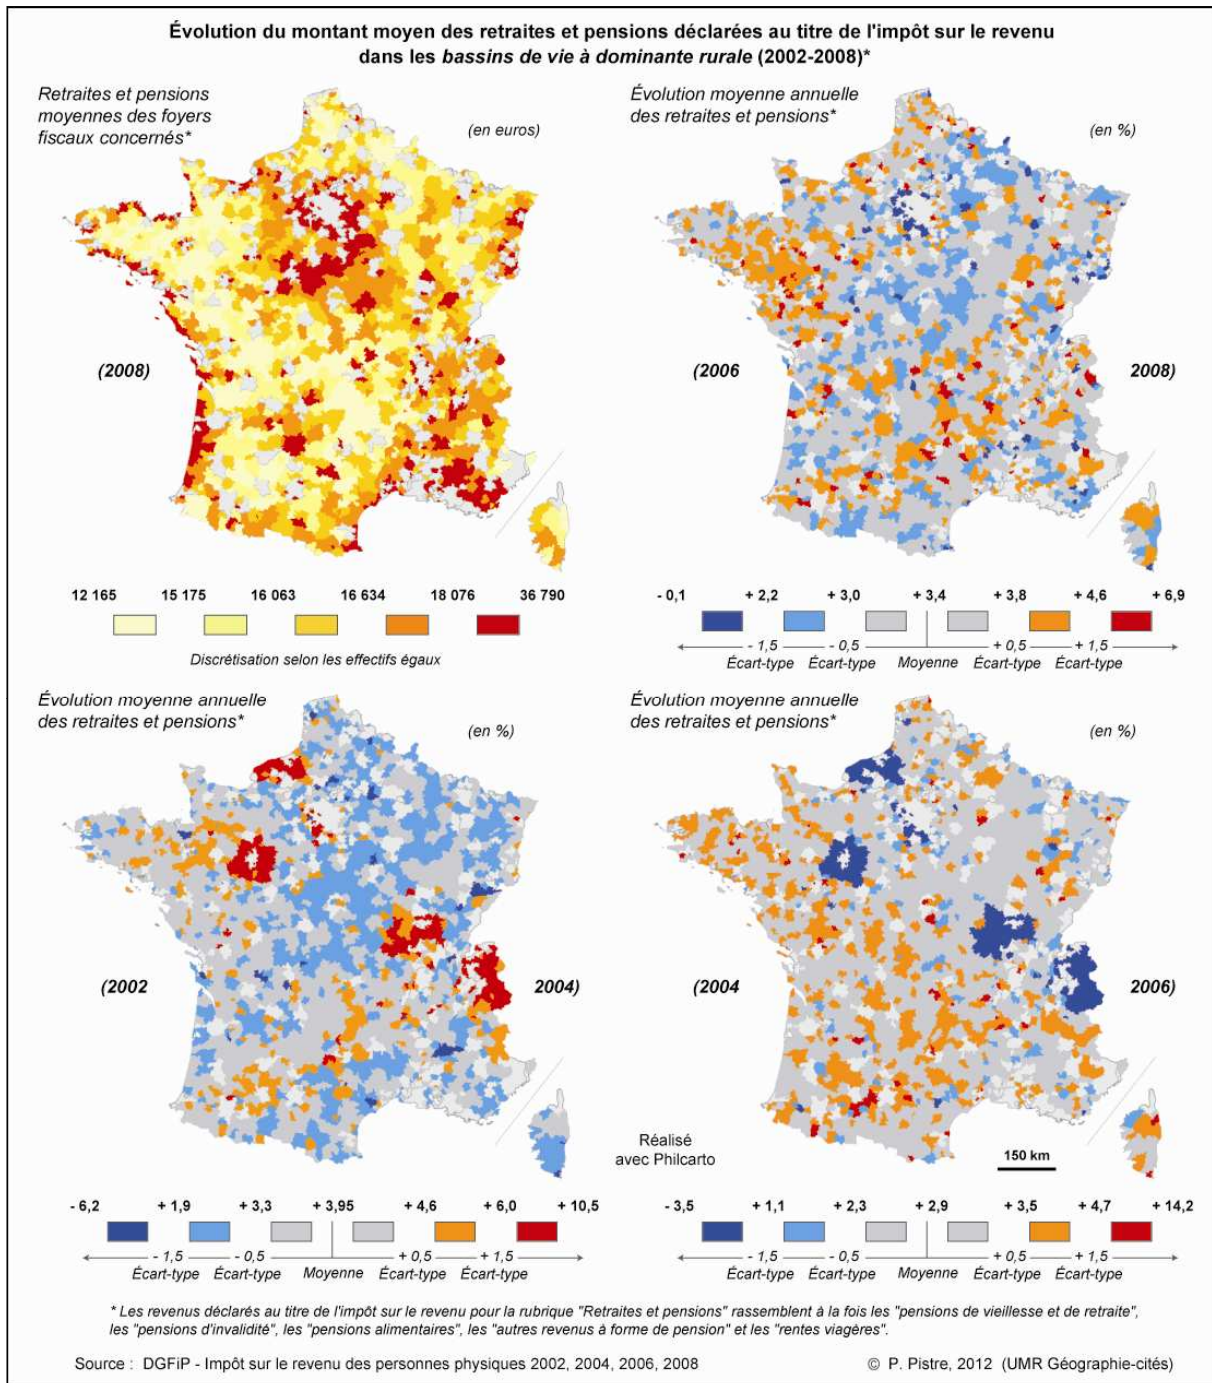 Évolution du montant moyen des retraites et pensions déclarées au titre de l'impôt sur le revenu
dans les bassins de vie à dominante rurale (2002-2008)*
Retraites et pensions
moyennes des foyers
fiscaux concernés*
(en euros)
(2008)
12 165 15 175 16 063 16 634 18 076 36 790
Discrétisation selon les effectifs égaux
Évolution moyenne annuelle
des retraites et pensions*
(en %)
(2006 2008)
- 0,1 + 2,2 + 3,0 + 3,4 + 3,8 + 4,6 + 6,9
- 1,5 - 0,5 + 0,5 + 1,5
Écart-type Écart-type Moyenne Écart-type Écart-type
Évolution moyenne annuelle
des retraites et pensions*
(en %)
(2002 2004)
- 6,2 + 1,9 + 3,3 + 3,95 + 4,6 + 6,0 + 10,5
- 1,5 - 0,5 + 0,5 + 1,5
Écart-type Écart-type Moyenne Écart-type Écart-type
Évolution moyenne annuelle
des retraites et pensions*
(en %)
(2004 2006)
Réalisé
avec Philcarto
150 km
- 3,5 + 1,1 + 2,3 + 2,9 + 3,5 + 4,7 + 14,2
- 1,5 - 0,5 + 0,5 + 1,5
Écart-type Écart-type Moyenne Écart-type Écart-type
* Les revenus déclarés au titre de l'impôt sur le revenu pour la rubrique "Retraites et pensions" rassemblent à la fois les "pensions de vieillesse et de retraite",
les "pensions d'invalidité", les "pensions alimentaires", les "autres revenus à forme de pension" et les "rentes viagères".
Source : DGFiP - Impôt sur le revenu des personnes physiques 2002, 2004, 2006, 2008
© P. Pistre, 2012 (UMR Géographie-cités)